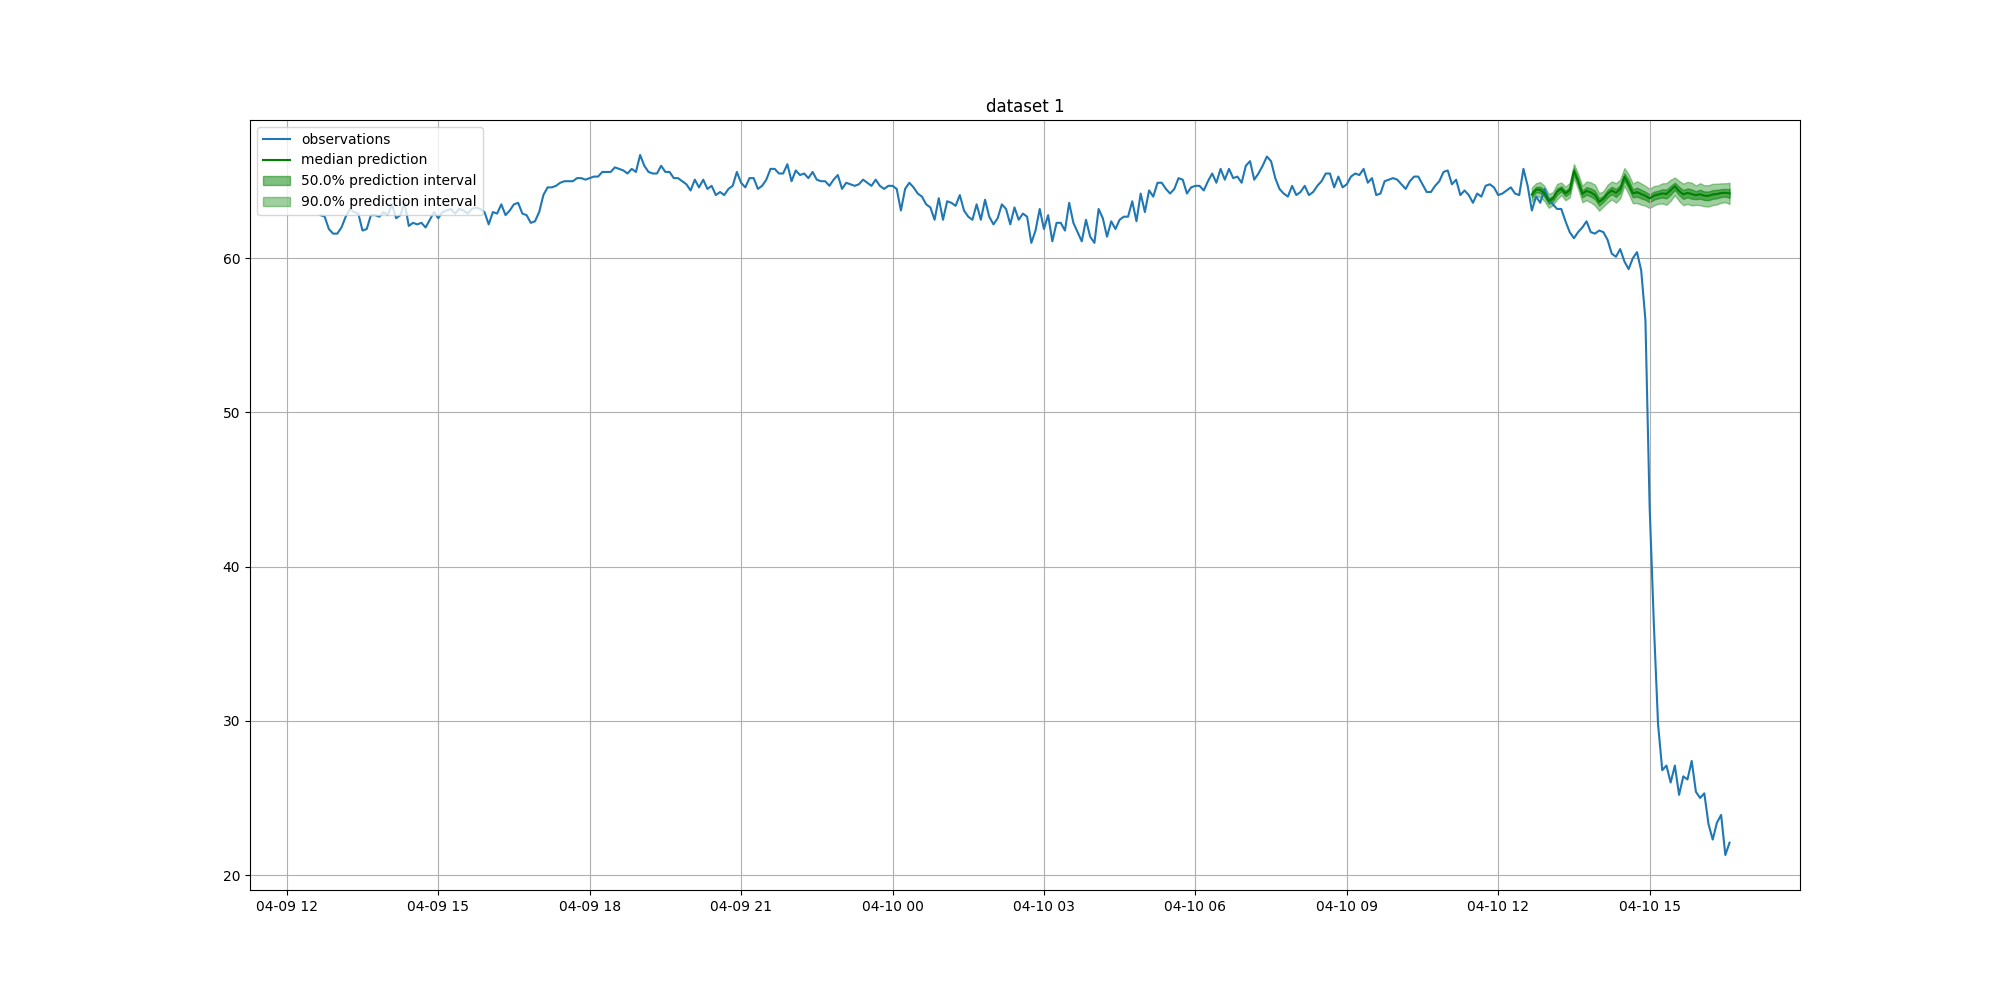 dataset 1
observations
median prediction
50.0% prediction interval
90.0% prediction interval
60
50
40
30
20
04-09 12 04-09 15 04-09 18 04-09 21 04-10 00 04-10 03 04-10 06 04-10 09 04-10 12 04-10 15